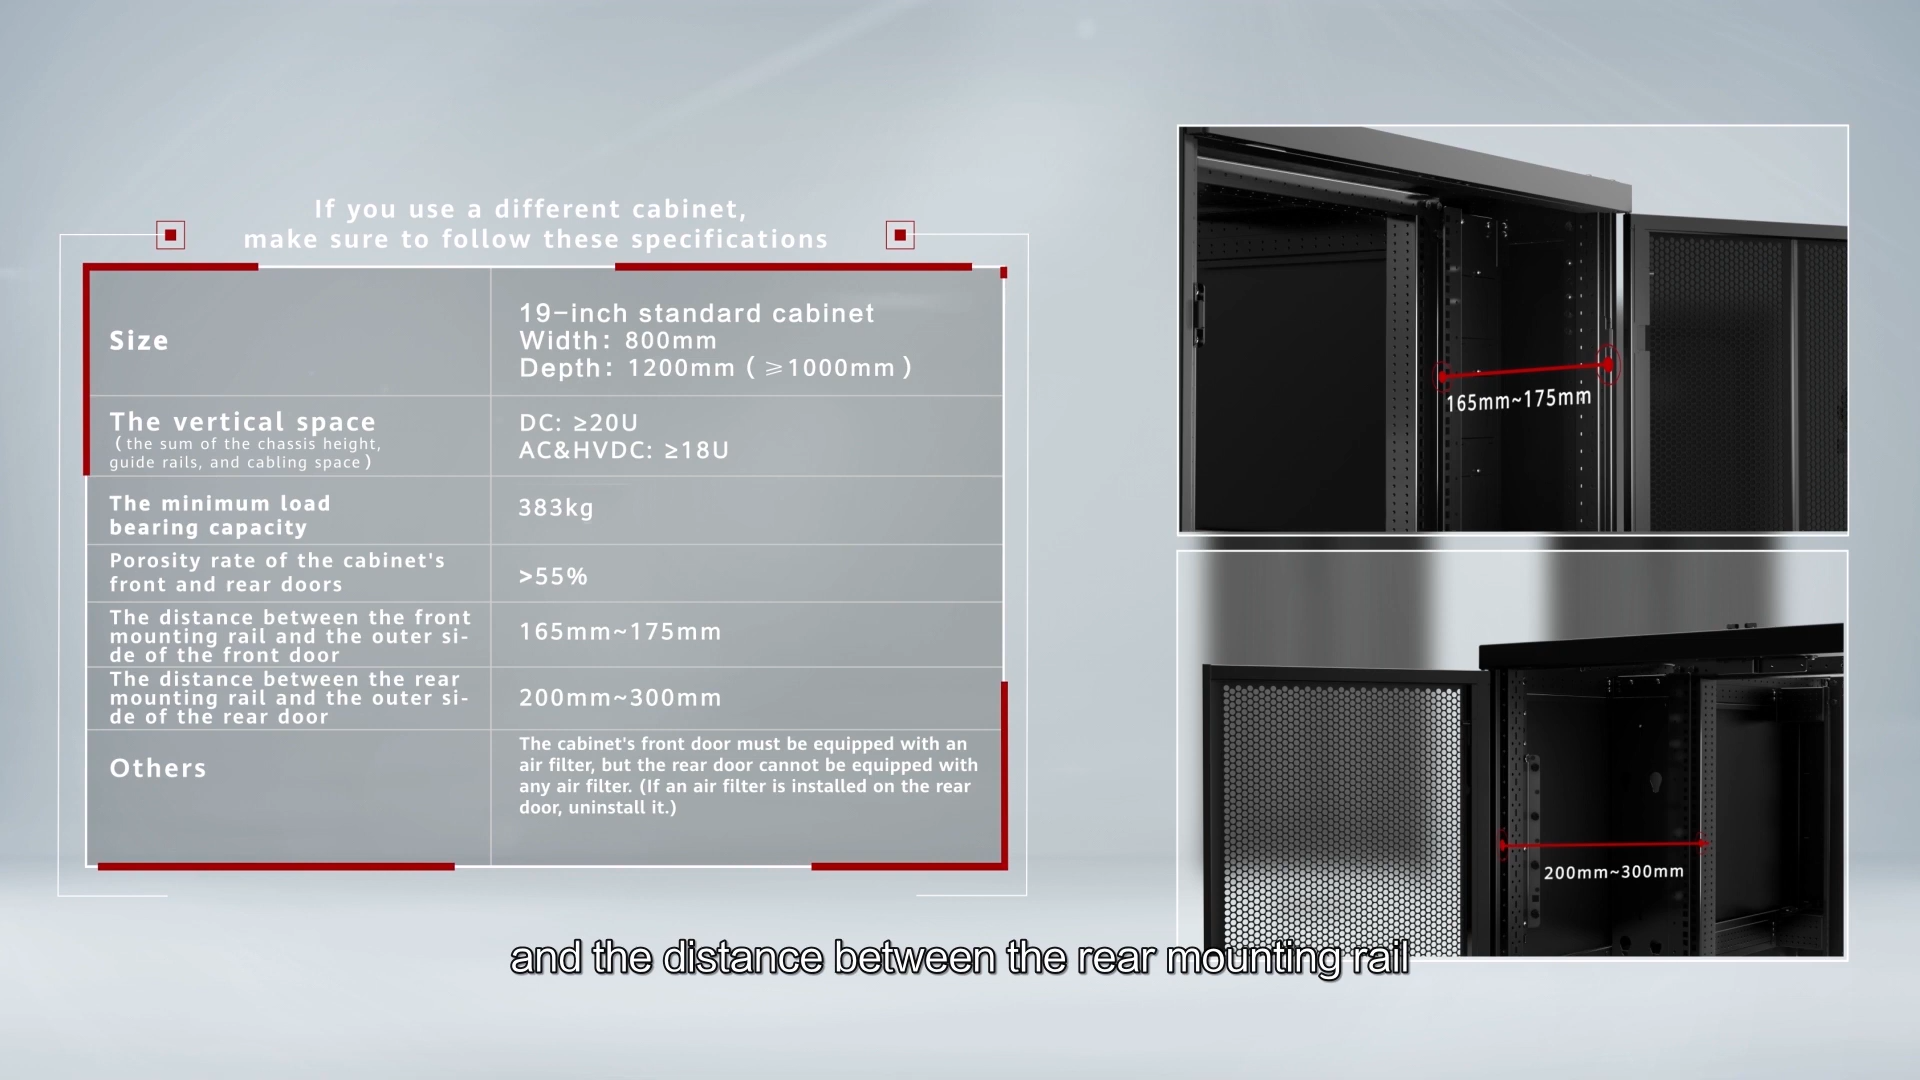 If you use a different cabinet,
make sure to follow these specifications
Size
19-inch standard cabinet
Width: 800mm
Depth: 1200mm (≥1000mm)
The vertical space
(the sum of the chassis height,
guide rails, and cabling space)
DC: ≥20U
AC&HVDC: ≥18U
The minimum load
bearing capacity
383kg
Porosity rate of the cabinet's
front and rear doors
>55%
The distance between the front
mounting rail and the outer si-
de of the front door
165mm~175mm
The distance between the rear
mounting rail and the outer si-
de of the rear door
200mm~300mm
Others
The cabinet's front door must be equipped with an
air filter, but the rear door cannot be equipped with
any air filter. (If an air filter is installed on the rear
door, uninstall it.)
165mm~175mm
200mm~300mm
and the distance between the rear mounting rail